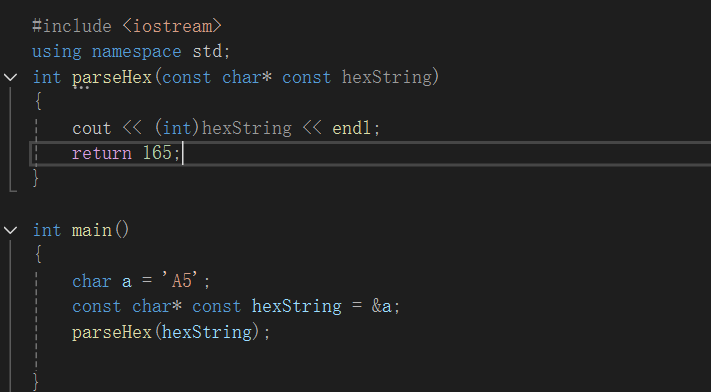 #include <iostream>
using namespace std;
int parseHex(const char* const hexString)
{
    cout << (int)hexString << endl;
    return 165;
}
int main()
{
    char a = 'A5';
    const char* const hexString = &a;
    parseHex(hexString);
}